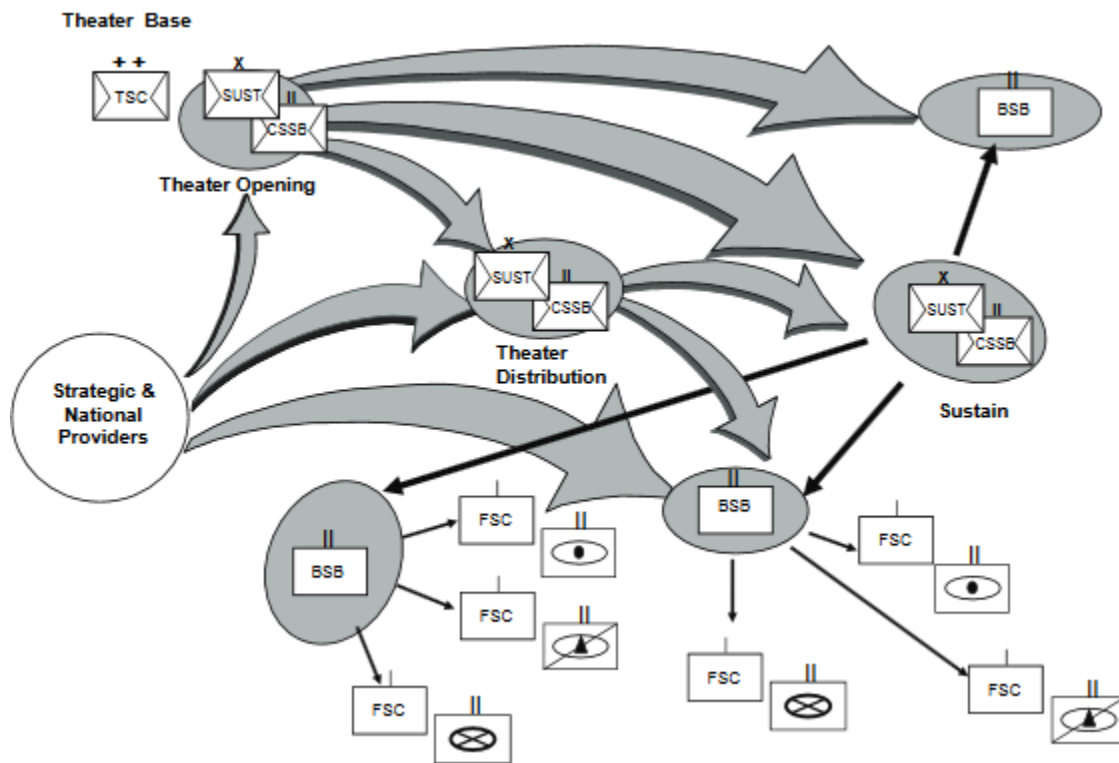 Theater Base
+ +
TSC
X
SUST
II
CSSB
Theater Opening
II
BSB
X
SUST
II
CSSB
Theater
Distribution
X
SUST
II
CSSB
Sustain
Strategic &
National
Providers
II
BSB
I
FSC
II
I
FSC
II
I
FSC
II
II
BSB
I
FSC
II
I
FSC
II
I
FSC
II